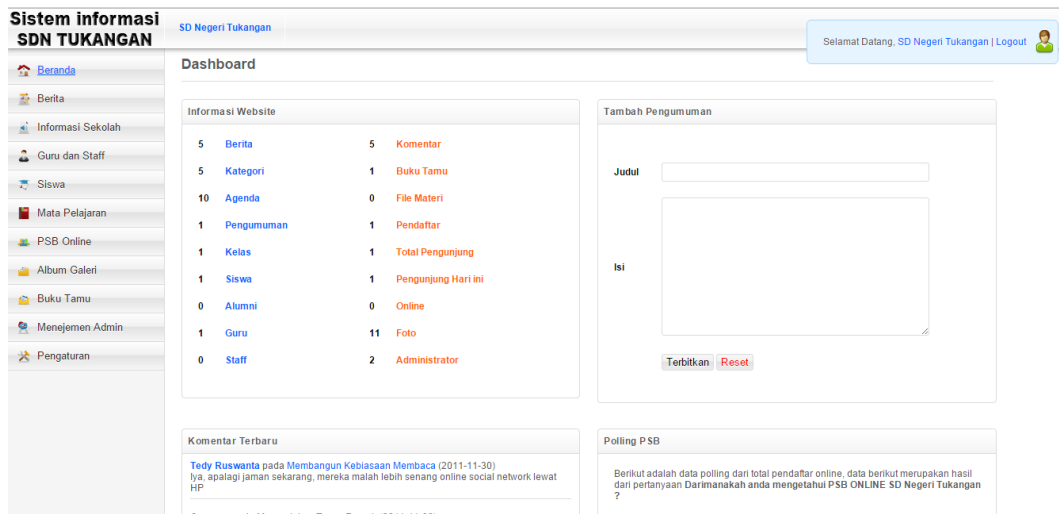 Sistem informasi
SDN TUKANGAN
SD Negeri Tukangan
Selamat Datang, SD Negeri Tukangan | Logout
Beranda
Berita
Informasi Sekolah
Guru dan Staff
Siswa
Mata Pelajaran
PSB Online
Album Galeri
Buku Tamu
Menejemen Admin
Pengaturan
Dashboard
Informasi Website
5 Berita 5 Komentar
5 Kategori 1 Buku Tamu
10 Agenda 0 File Materi
1 Pengumuman 1 Pendaftar
1 Kelas 1 Total Pengunjung
1 Siswa 1 Pengunjung Hari ini
0 Alumni 0 Online
1 Guru 11 Foto
0 Staff 2 Administrator
Tambah Pengumuman
Judul
Isi
Terbitkan Reset
Komentar Terbaru
Tedy Ruswanta pada Membangun Kebiasaan Membaca (2011-11-30)
Iya, apalagi jaman sekarang, mereka malah lebih senang online social network lewat
HP
Polling PSB
Berikut adalah data polling dari total pendaftar online, data berikut merupakan hasil
dari pertanyaan Darimanakah anda mengetahui PSB ONLINE SD Negeri Tukangan
?